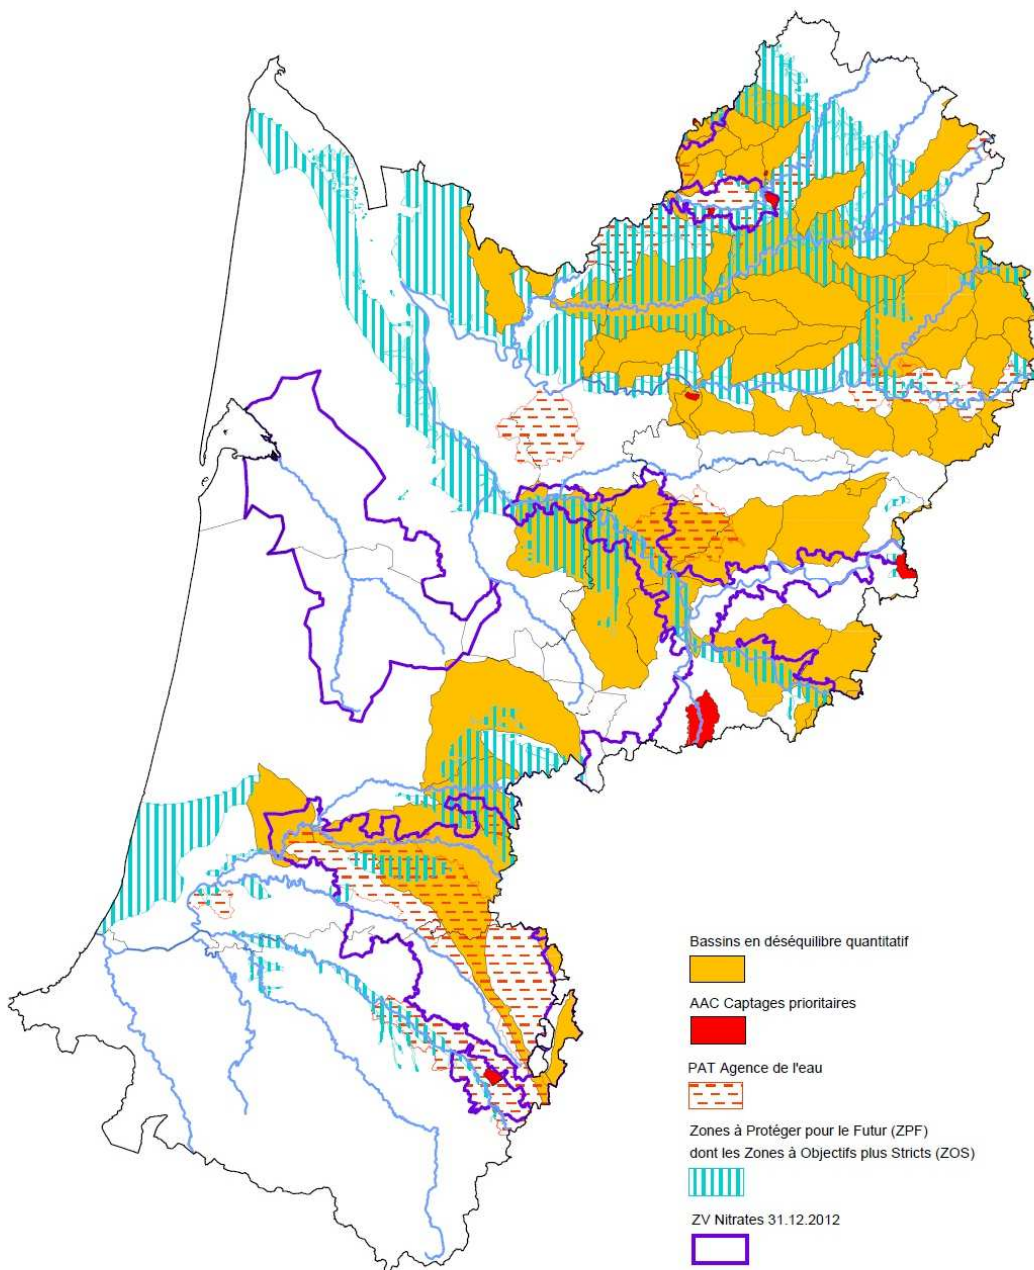 Bassins en déséquilibre quantitatif
AAC Captages prioritaires
PAT Agence de l'eau
Zones à Protéger pour le Futur (ZPF)
dont les Zones à Objectifs plus Stricts (ZOS)
ZV Nitrates 31.12.2012